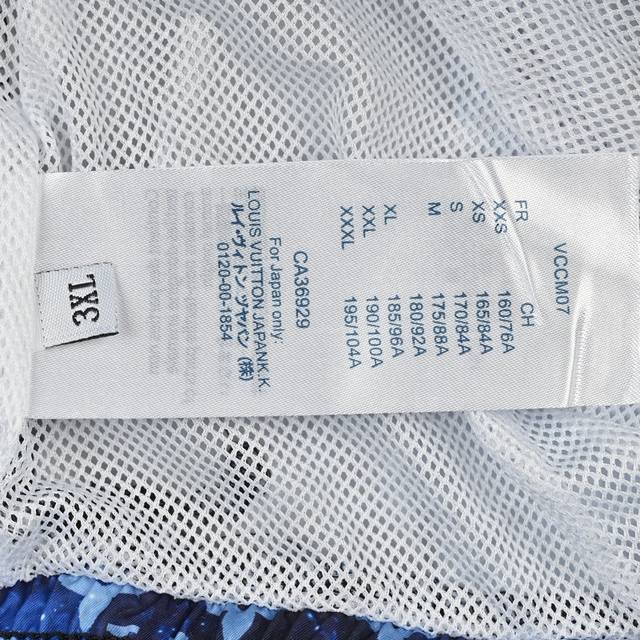 VCCM07
FR CH
XXS 160/76A
XS 165/84A
S 170/84A
M 175/88A
180/92A
XL 185/96A
XXL 190/100A
XXXL 195/104A
CA36929
For Japan only:
LOUIS VUITTON JAPAN K.K.
ルイ・ヴィトン ジャパン (株)
0120-00-1854
3XL